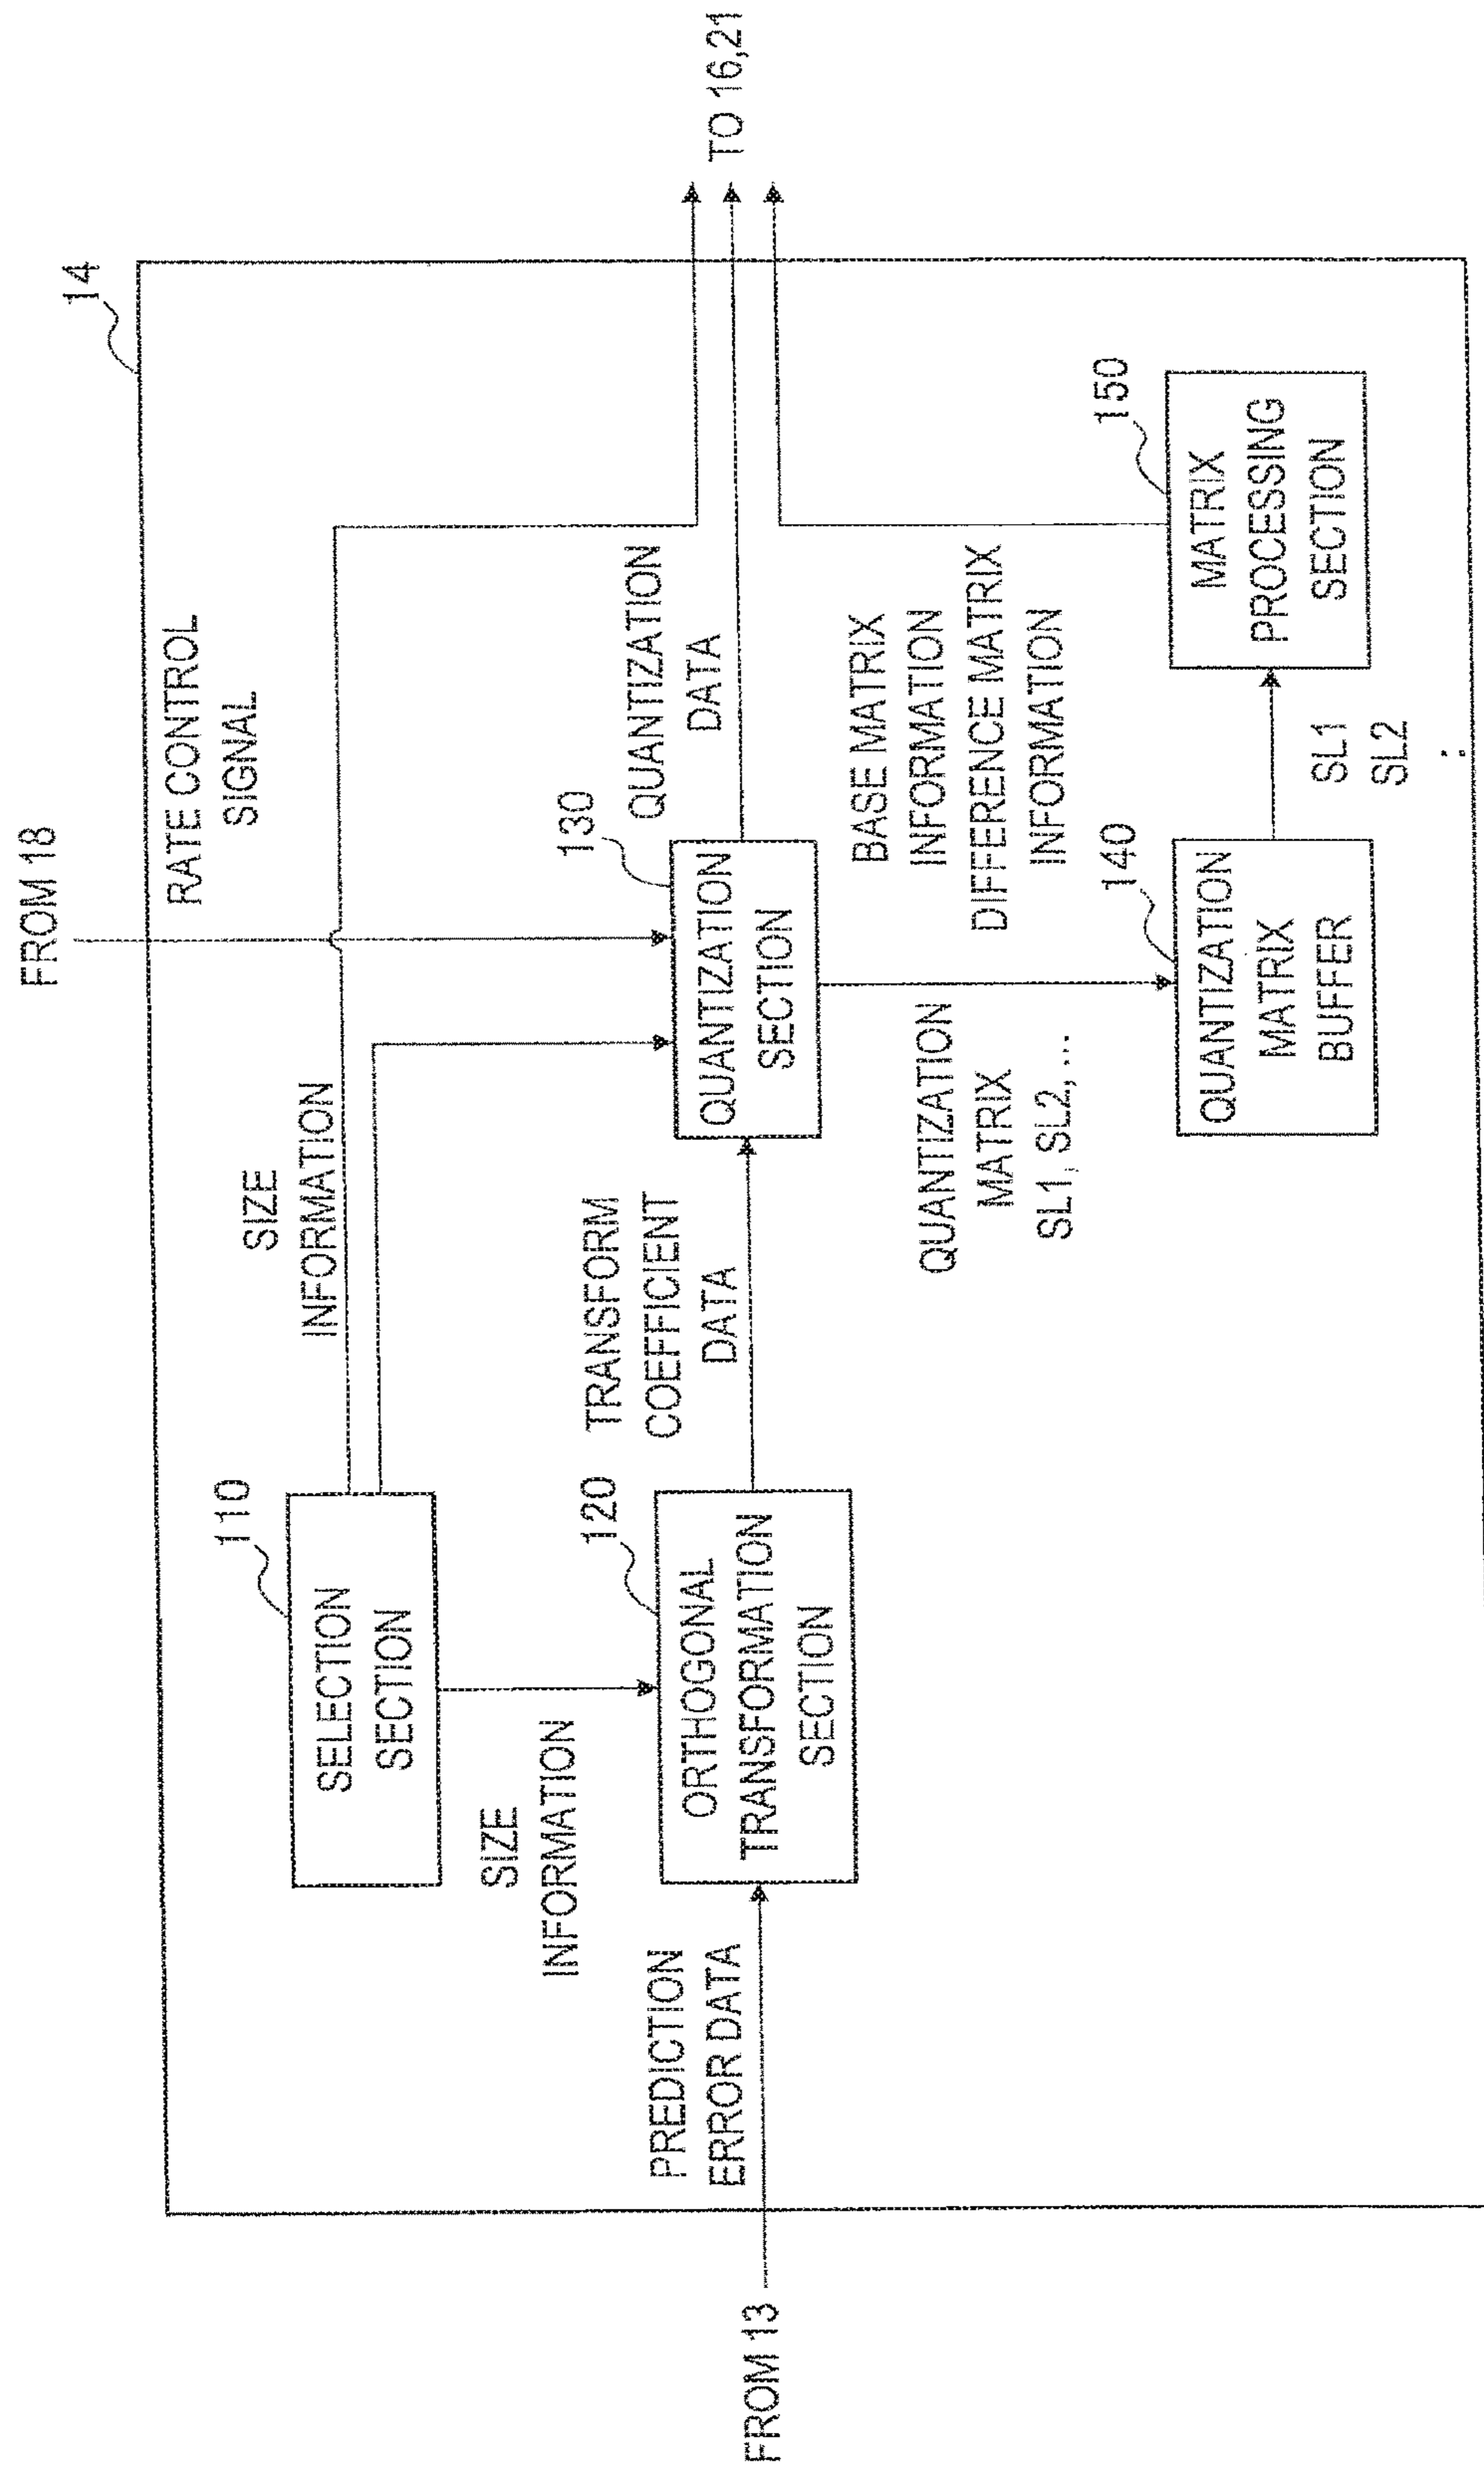 FROM 18
14
RATE CONTROL
SIGNAL
110
SELECTION
SECTION
SIZE
INFORMATION
SIZE
INFORMATION
FROM 13
PREDICTION
ERROR DATA
120
ORTHOGONAL
TRANSFORMATION
SECTION
TRANSFORM
COEFFICIENT
DATA
130
QUANTIZATION
SECTION
QUANTIZATION
DATA
TO 16,21
QUANTIZATION
MATRIX
SL1, SL2, ...
BASE MATRIX
INFORMATION
DIFFERENCE MATRIX
INFORMATION
140
QUANTIZATION
MATRIX
BUFFER
SL1
SL2
:
150
MATRIX
PROCESSING
SECTION